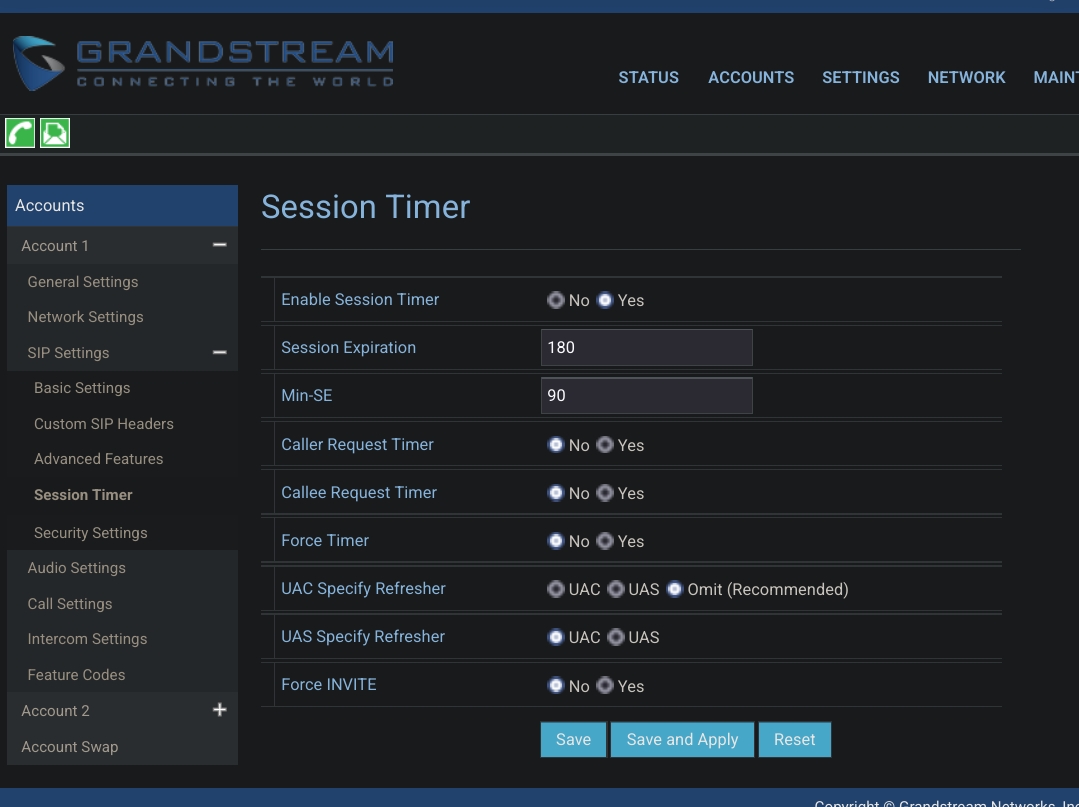 GRANDSTREAM
CONNECTING THE WORLD
STATUS ACCOUNTS SETTINGS NETWORK MAINT
Accounts
Account 1
General Settings
Network Settings
SIP Settings
Basic Settings
Custom SIP Headers
Advanced Features
Session Timer
Security Settings
Audio Settings
Call Settings
Intercom Settings
Feature Codes
Account 2
Account Swap
Session Timer
Enable Session Timer No Yes
Session Expiration 180
Min-SE 90
Caller Request Timer No Yes
Callee Request Timer No Yes
Force Timer No Yes
UAC Specify Refresher UAC UAS Omit (Recommended)
UAS Specify Refresher UAC UAS
Force INVITE No Yes
Save Save and Apply Reset
Copyright © Grandstream Networks, Inc